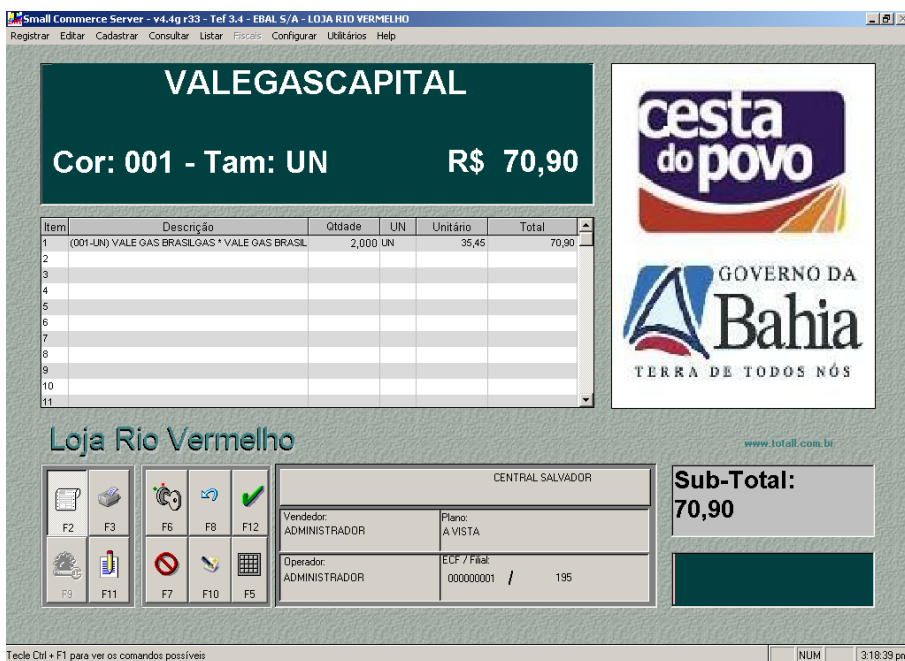 Small Commerce Server - v4.4g r33 - Tef 3.4 - EBAL S/A - LOJA RIO VERMELHO
Registrar Editar Cadastrar Consultar Listar Fiscais Configurar Utilitários Help
VALEGASCAPITAL
Cor: 001 - Tam: UN R$ 70,90
cesta
do povo
Item Descrição Qtdade UN Unitário Total
1 (001-UN) VALE GAS BRASILGAS * VALE GAS BRASIL 2,000 UN 35,45 70,90
2
3
4
5
6
7
8
9
10
11
GOVERNO DA
Bahia
TERRA DE TODOS NÓS
Loja Rio Vermelho
www.totall.com.br
F2 F3 F6 F8 F12
F9 F11 F7 F10 F5
CENTRAL SALVADOR
Vendedor: Plano:
ADMINISTRADOR A VISTA
Operador: ECF / Filial:
ADMINISTRADOR 000000001 / 195
Sub-Total:
70,90
Tecle Ctrl + F1 para ver os comandos possíveis NUM 3:18:39 pm